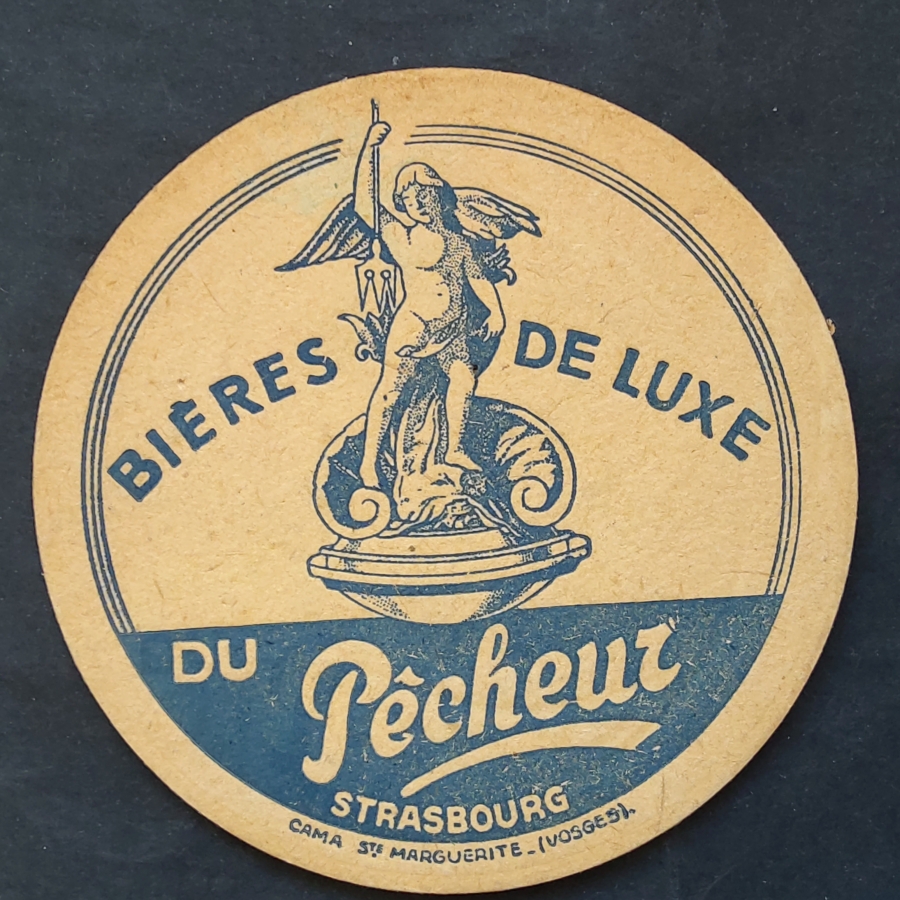 BIÈRES DE LUXE
DU Pêcheur
STRASBOURG
CAMA STE MARGUERITE - (VOSGES).